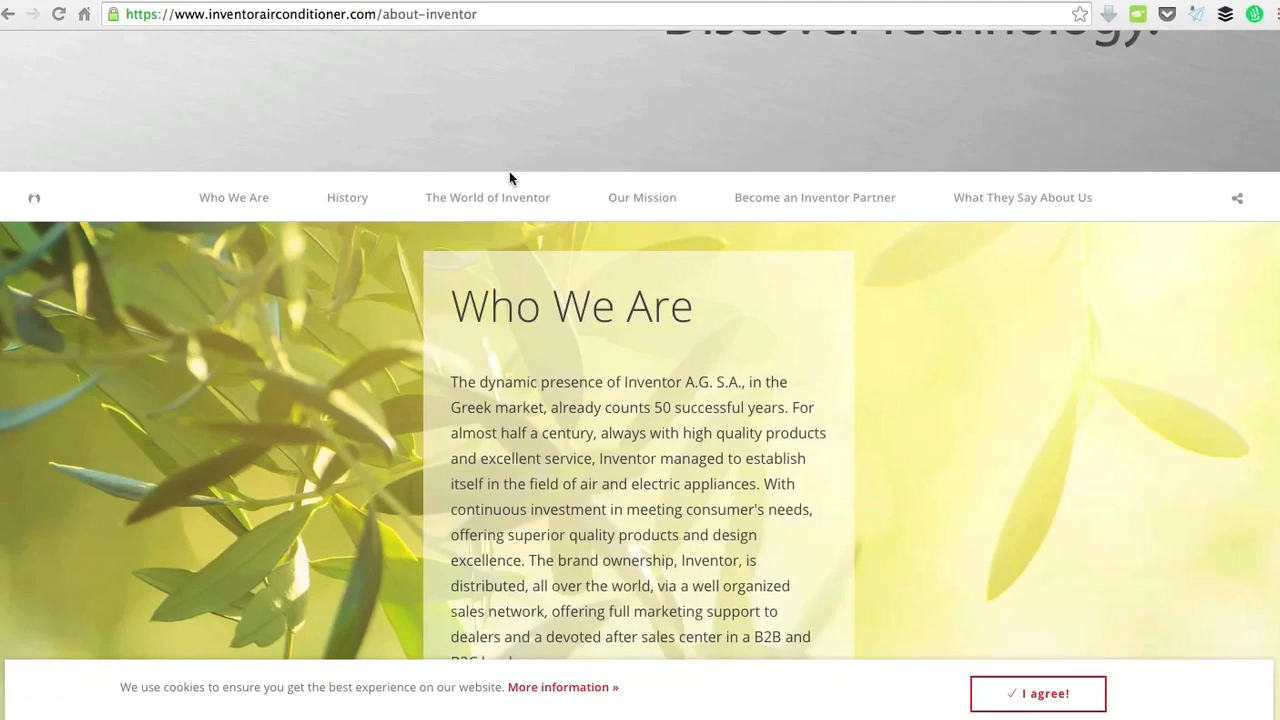 https://www.inventorairconditioner.com/about-inventor
Discover Technology.
Who We Are
History
The World of Inventor
Our Mission
Become an Inventor Partner
What They Say About Us
Who We Are
The dynamic presence of Inventor A.G. S.A., in the
Greek market, already counts 50 successful years. For
almost half a century, always with high quality products
and excellent service, Inventor managed to establish
itself in the field of air and electric appliances. With
continuous investment in meeting consumer's needs,
offering superior quality products and design
excellence. The brand ownership, Inventor, is
distributed, all over the world, via a well organized
sales network, offering full marketing support to
dealers and a devoted after sales center in a B2B and
We use cookies to ensure you get the best experience on our website. More information »
✓ I agree!